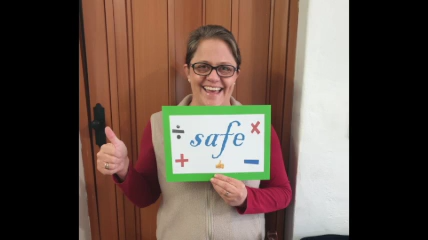 ÷ safe ×
+ 👍 -